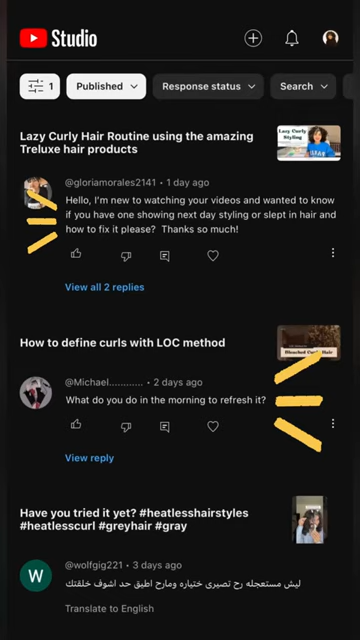 Studio
1
Published
Response status
Search
Lazy Curly Hair Routine using the amazing
Treluxe hair products
Lazy Curly
Styling
@gloriamorales2141 • 1 day ago
Hello, I'm new to watching your videos and wanted to know
if you have one showing next day styling or slept in hair and
how to fix it please? Thanks so much!
View all 2 replies
How to define curls with LOC method
Bleached Curly Hair
@Michael............ • 2 days ago
What do you do in the morning to refresh it?
View reply
Have you tried it yet? #heatlesshairstyles
#heatlesscurl #greyhair #gray
W
@wolfgig221 • 3 days ago
ليش مستعجله رح تصيرى ختياره ومارح اطيق حد اشوف خلقتك
Translate to English